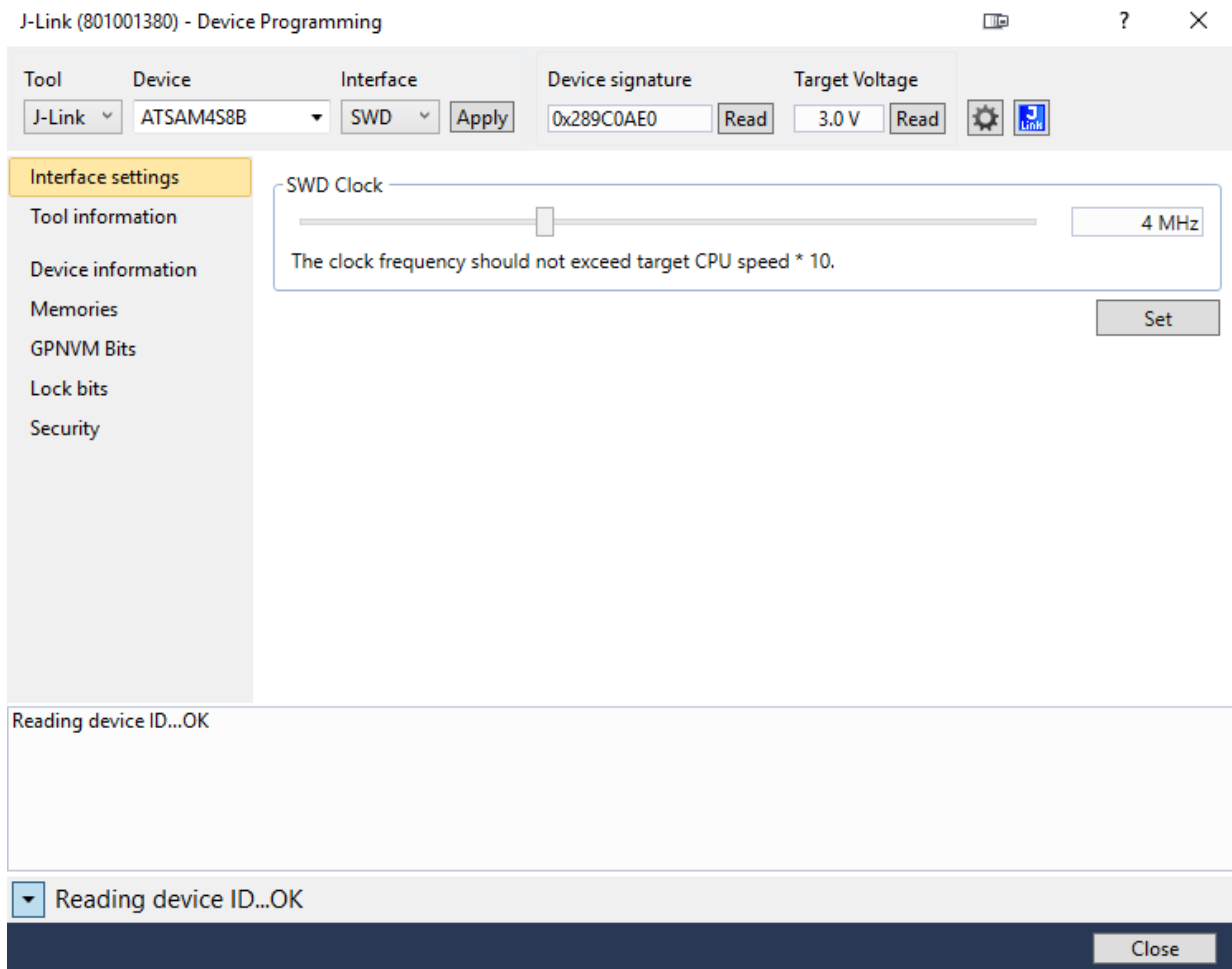 J-Link (801001380) - Device Programming
?
Tool Device Interface Device signature Target Voltage
J-Link ATSAM4S8B SWD Apply 0x289C0AE0 Read 3.0 V Read J Link
Interface settings
Tool information
Device information
Memories
GPNVM Bits
Lock bits
Security
SWD Clock
4 MHz
The clock frequency should not exceed target CPU speed * 10.
Set
Reading device ID...OK
Reading device ID...OK
Close